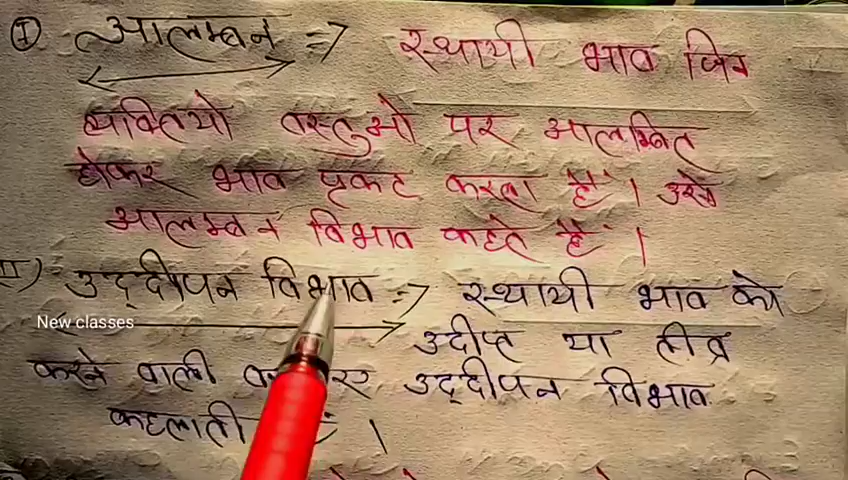 I आलम्बन => स्थायी भाव जिन
व्यक्तियो वस्तुओ पर आलम्बित
होकर भाव प्रकट करता है। उसे
आलम्बन विभाव कहते है।
II) उद्दीपन विभाव => स्थायी भाव को
New classes
उदीप्त या तीव्र
करने वाली उद्दीपन विभाव
कहलाती ।